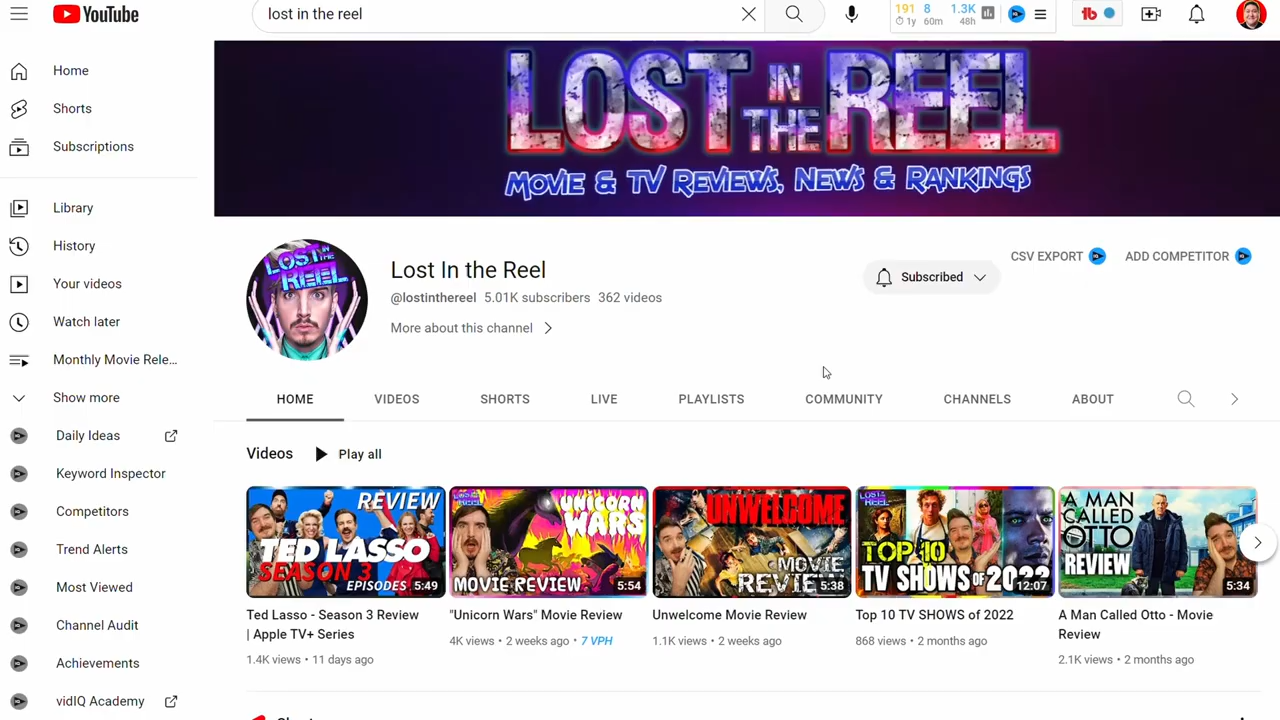 YouTube
lost in the reel
191 8 1.3K
1y 60m 48h
Home
Shorts
Subscriptions
Library
History
Your videos
Watch later
Monthly Movie Rele...
Show more
Daily Ideas
Keyword Inspector
Competitors
Trend Alerts
Most Viewed
Channel Audit
Achievements
vidIQ Academy
LOST IN THE REEL
MOVIE & TV REVIEWS, NEWS & RANKINGS
LOST IN THE REEL
Lost In the Reel
@lostinthereel 5.01K subscribers 362 videos
More about this channel
Subscribed
CSV EXPORT
ADD COMPETITOR
HOME VIDEOS SHORTS LIVE PLAYLISTS COMMUNITY CHANNELS ABOUT
Videos Play all
REVIEW
TED LASSO
SEASON 3
EPISODES
5:49
Ted Lasso - Season 3 Review
| Apple TV+ Series
1.4K views • 11 days ago
UNICORN
WARS
MOVIE REVIEW
5:54
"Unicorn Wars" Movie Review
4K views • 2 weeks ago • 7 VPH
UNWELCOME
MOVIE
REVIEW
5:38
Unwelcome Movie Review
1.1K views • 2 weeks ago
TOP 10
TV SHOWS OF 2022
12:07
Top 10 TV SHOWS of 2022
868 views • 2 months ago
A MAN
CALLED
OTTO
REVIEW
5:34
A Man Called Otto - Movie
Review
2.1K views • 2 months ago